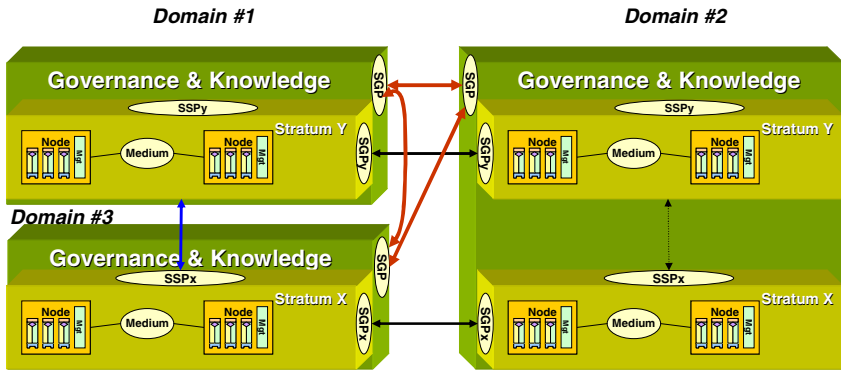 Domain #1
Domain #2
Governance & Knowledge
SGP
SGP
Governance & Knowledge
SSPy
SSPy
Stratum Y
Stratum Y
Node
Mgt
Medium
Node
Mgt
SGPy
SGPy
Node
Mgt
Medium
Node
Mgt
Domain #3
Governance & Knowledge
SGP
SSPx
SSPx
Stratum X
Stratum X
Node
Mgt
Medium
Node
Mgt
SGPx
SGPx
Node
Mgt
Medium
Node
Mgt